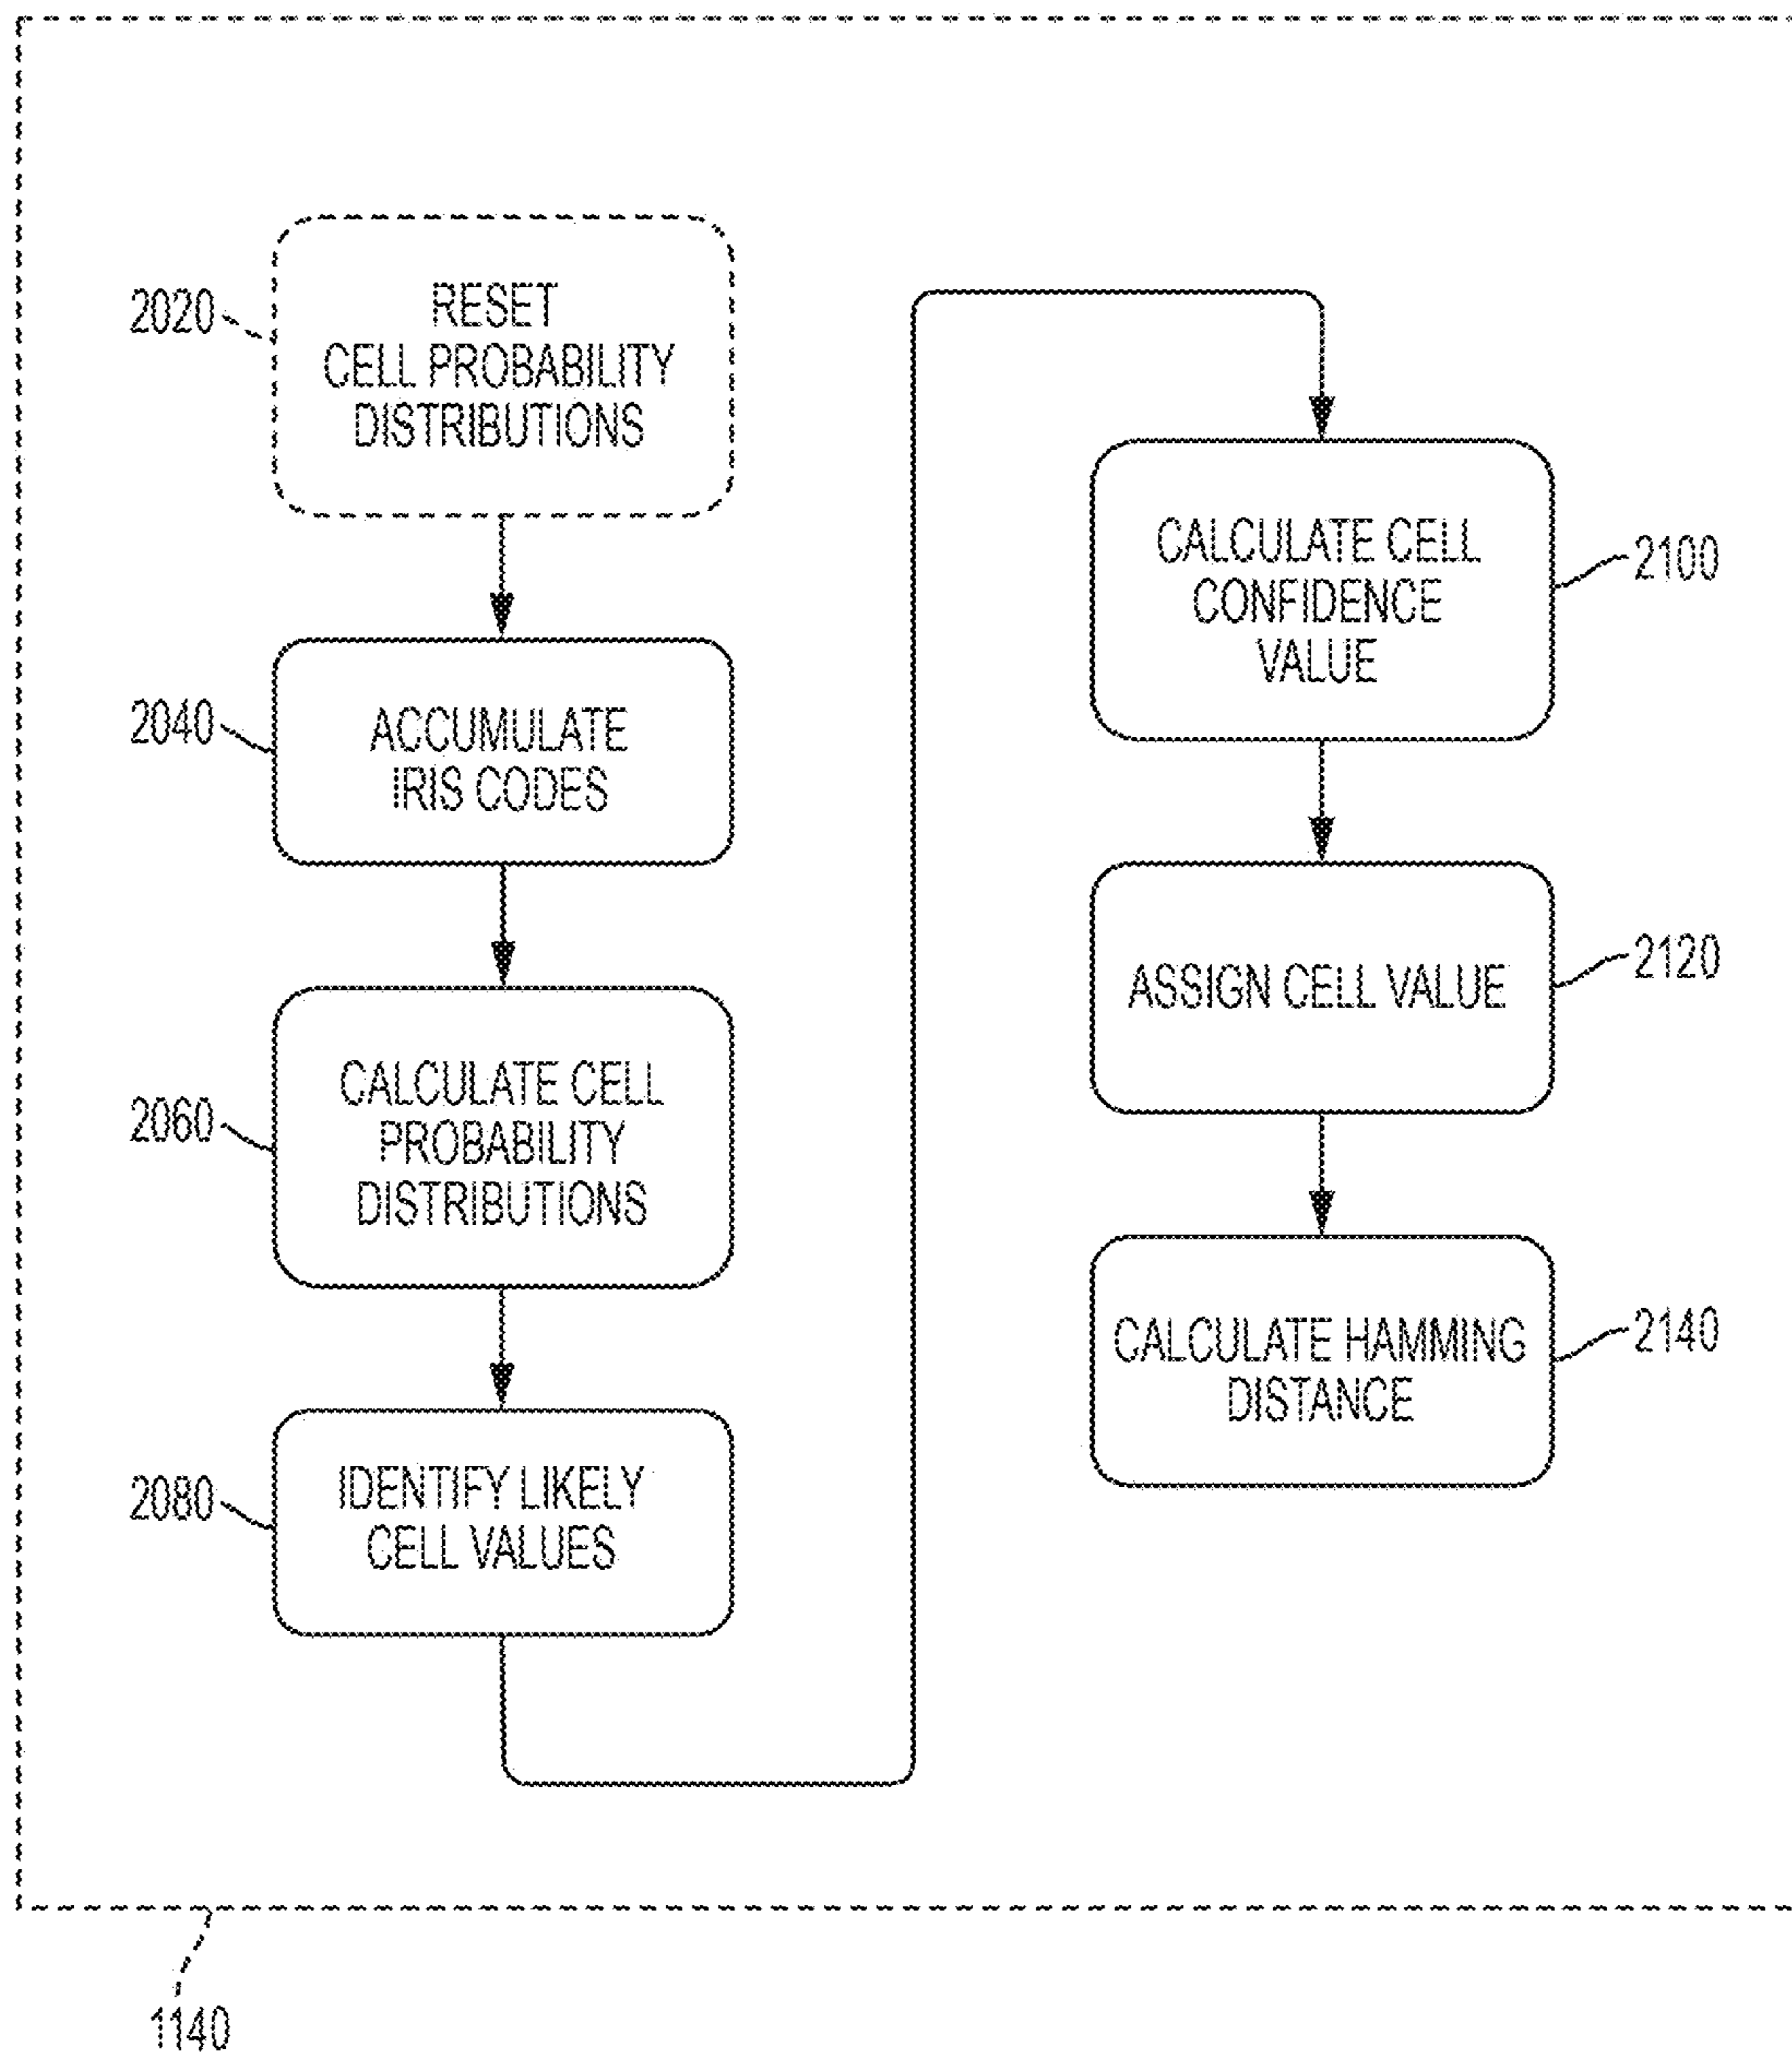 2020
RESET
CELL PROBABILITY
DISTRIBUTIONS
2040
ACCUMULATE
IRIS CODES
2060
CALCULATE CELL
PROBABILITY
DISTRIBUTIONS
2080
IDENTIFY LIKELY
CELL VALUES
CALCULATE CELL
CONFIDENCE
VALUE
2100
ASSIGN CELL VALUE
2120
CALCULATE HAMMING
DISTANCE
2140
1140